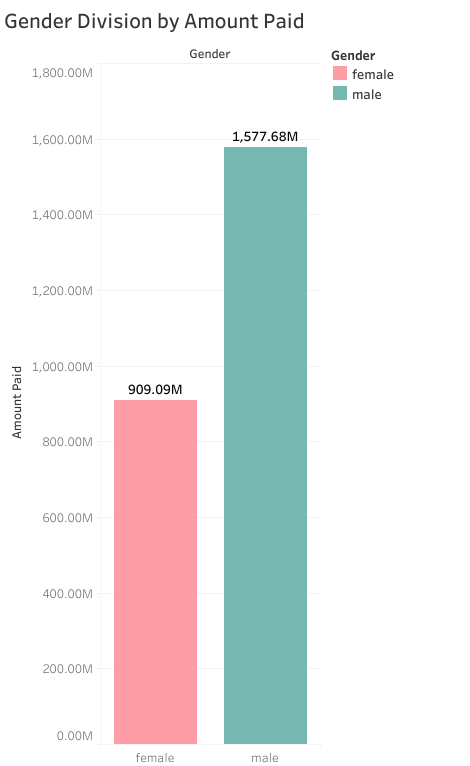 Gender Division by Amount Paid
Gender
Gender
female
male
1,800.00M
1,600.00M
1,577.68M
1,400.00M
1,200.00M
1,000.00M
Amount Paid
909.09M
800.00M
600.00M
400.00M
200.00M
0.00M
female
male